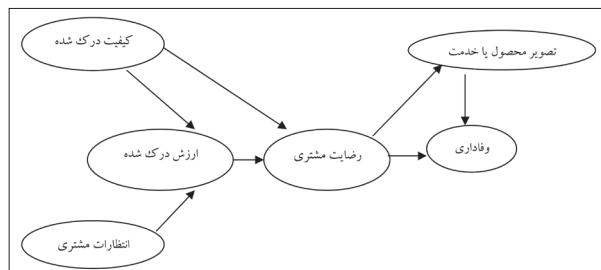 کیفیت درک شده
تصویر محصول یا خدمت
ارزش درک شده
رضایت مشتری
وفاداری
انتظارات مشتری